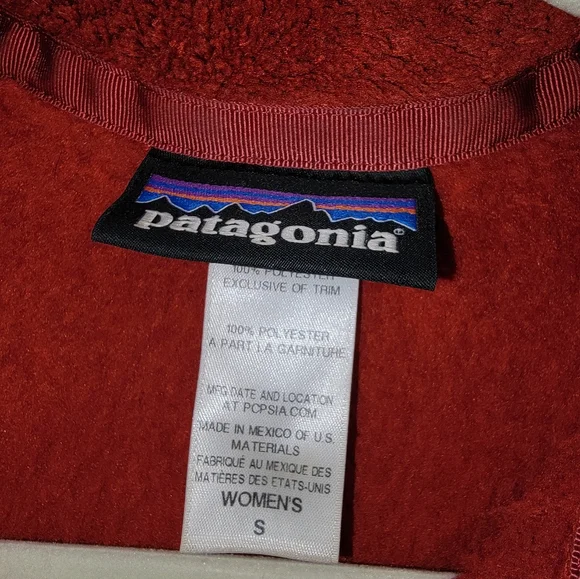 patagonia®
100% POLYESTER
EXCLUSIVE OF TRIM
100% POLYESTER
A PART LA GARNITURE
MFG DATE AND LOCATION
AT PCPSIA.COM
MADE IN MEXICO OF U.S.
MATERIALS
FABRIQUÉ AU MEXIQUE DES
MATIÈRES DES ETATS-UNIS
WOMEN'S
S